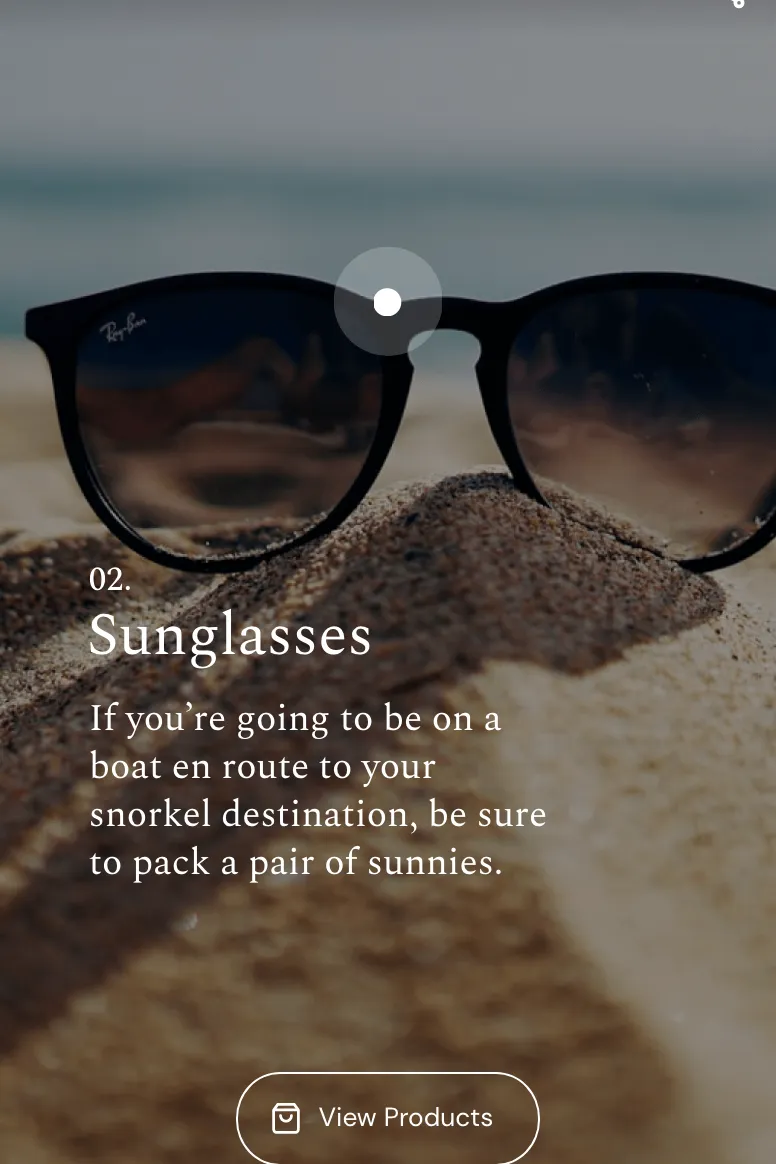 Ray-Ban
02.
Sunglasses
If you’re going to be on a
boat en route to your
snorkel destination, be sure
to pack a pair of sunnies.
View Products